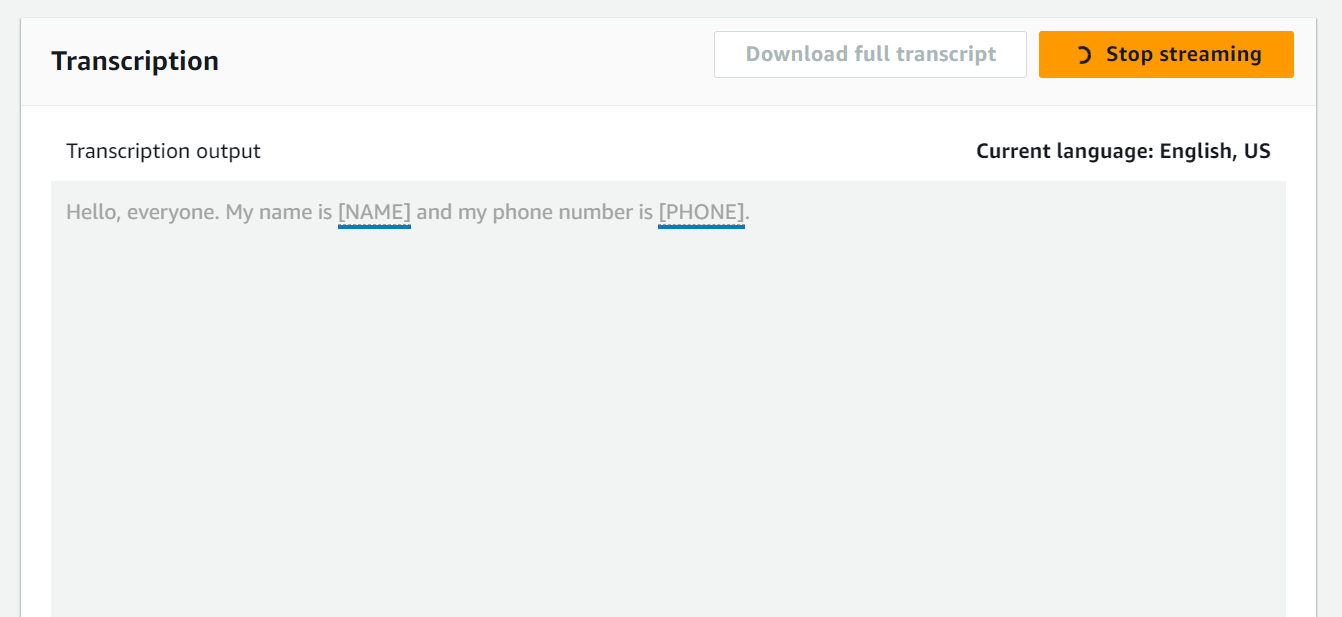 Transcription
Download full transcript
Stop streaming
Transcription output
Current language: English, US
Hello, everyone. My name is [NAME] and my phone number is [PHONE].